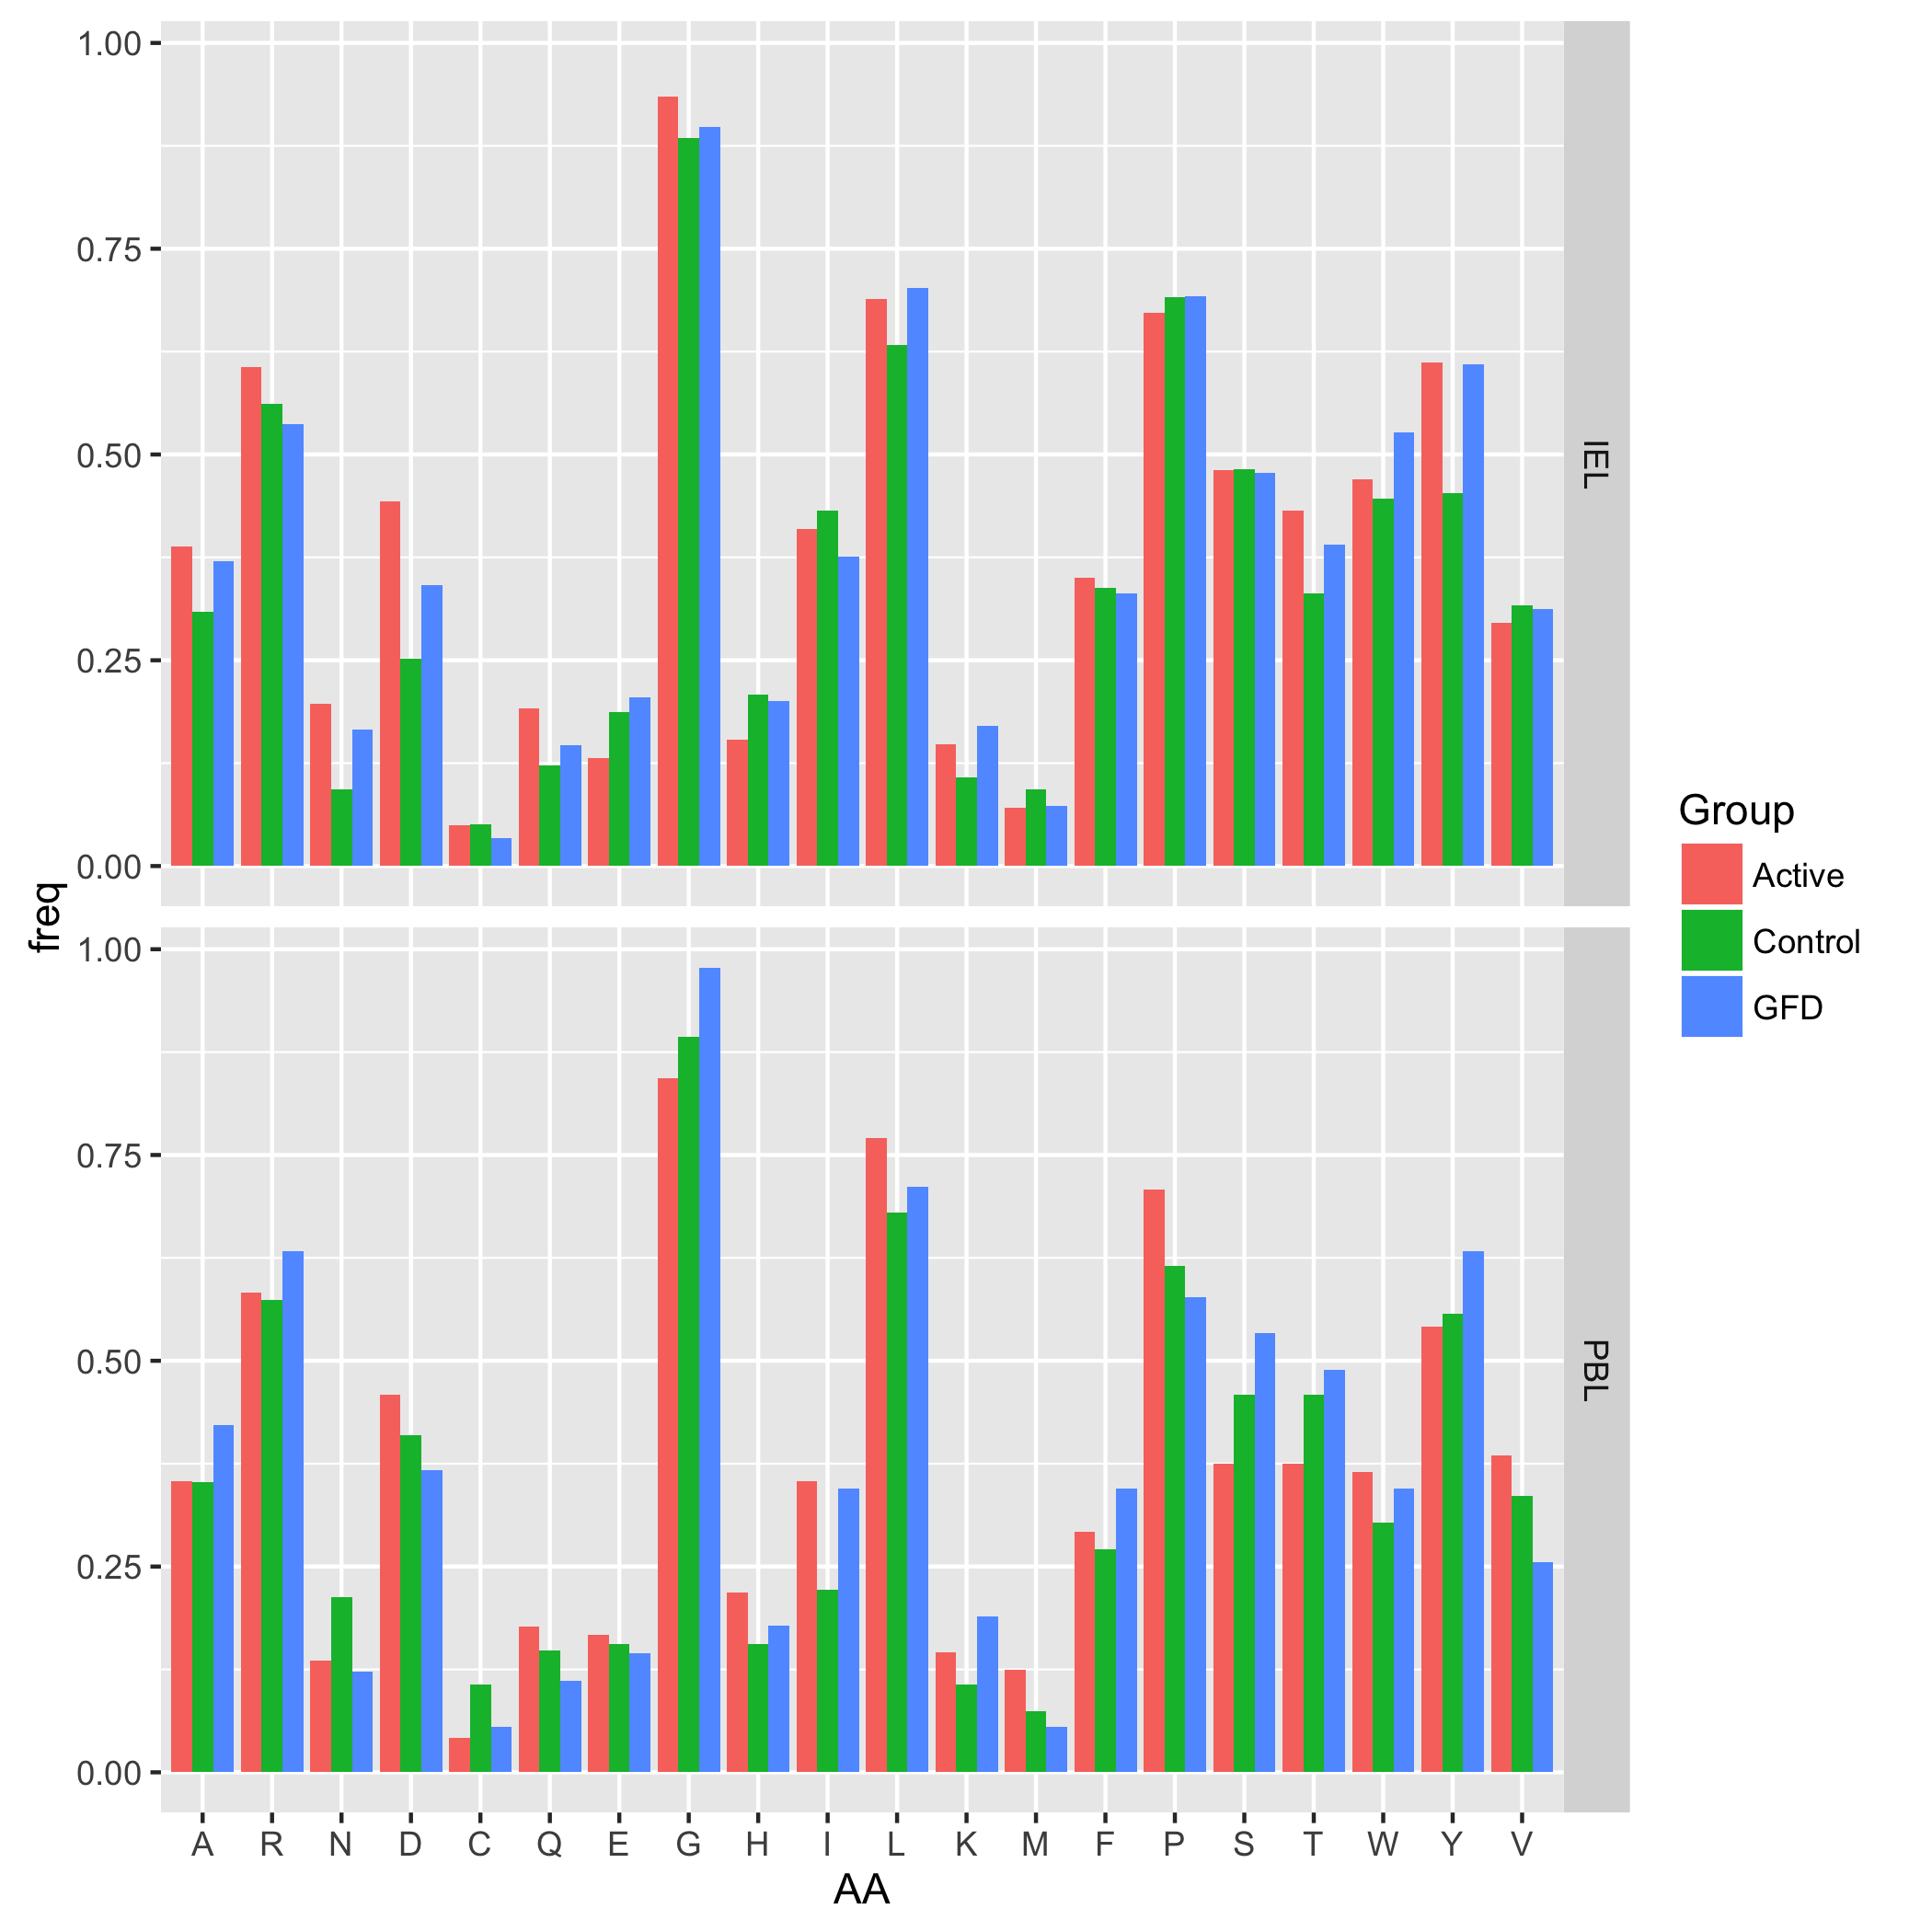 1.00
0.75
0.50
0.25
0.00
IEL
freq
1.00
0.75
0.50
0.25
0.00
PBL
A R N D C Q E G H I L K M F P S T W Y V
AA
Group
Active
Control
GFD